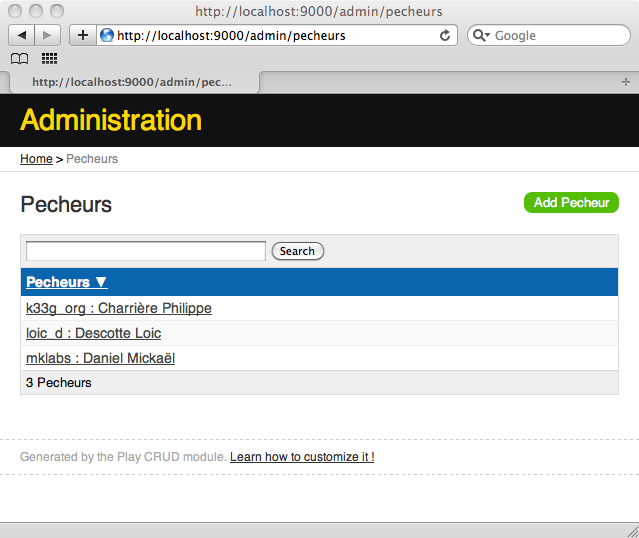 http://localhost:9000/admin/pecheurs
http://localhost:9000/admin/pecheurs
Google
http://localhost:9000/admin/pec...
Administration
Home > Pecheurs
Pecheurs
Add Pecheur
Search
Pecheurs ▼
k33g_org : Charrière Philippe
loic_d : Descotte Loic
mklabs : Daniel Mickaël
3 Pecheurs
Generated by the Play CRUD module. Learn how to customize it !